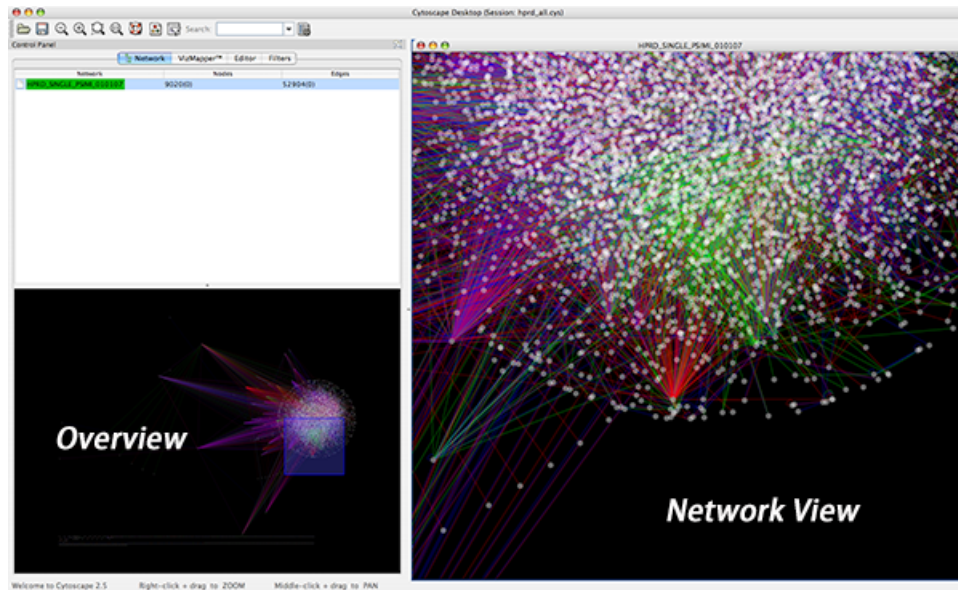 Cytoscape Desktop (Session: hprd_all.cys)
Search:
Control Panel
Network VizMapper™ Editor Filters
Network Nodes Edges
HPRD_SINGLE_PSIMI_010107 9020(0) 52904(0)
Overview
Welcome to Cytoscape 2.5 Right-click + drag to ZOOM Middle-click + drag to PAN
HPRD_SINGLE_PSIMI_010107
Network View